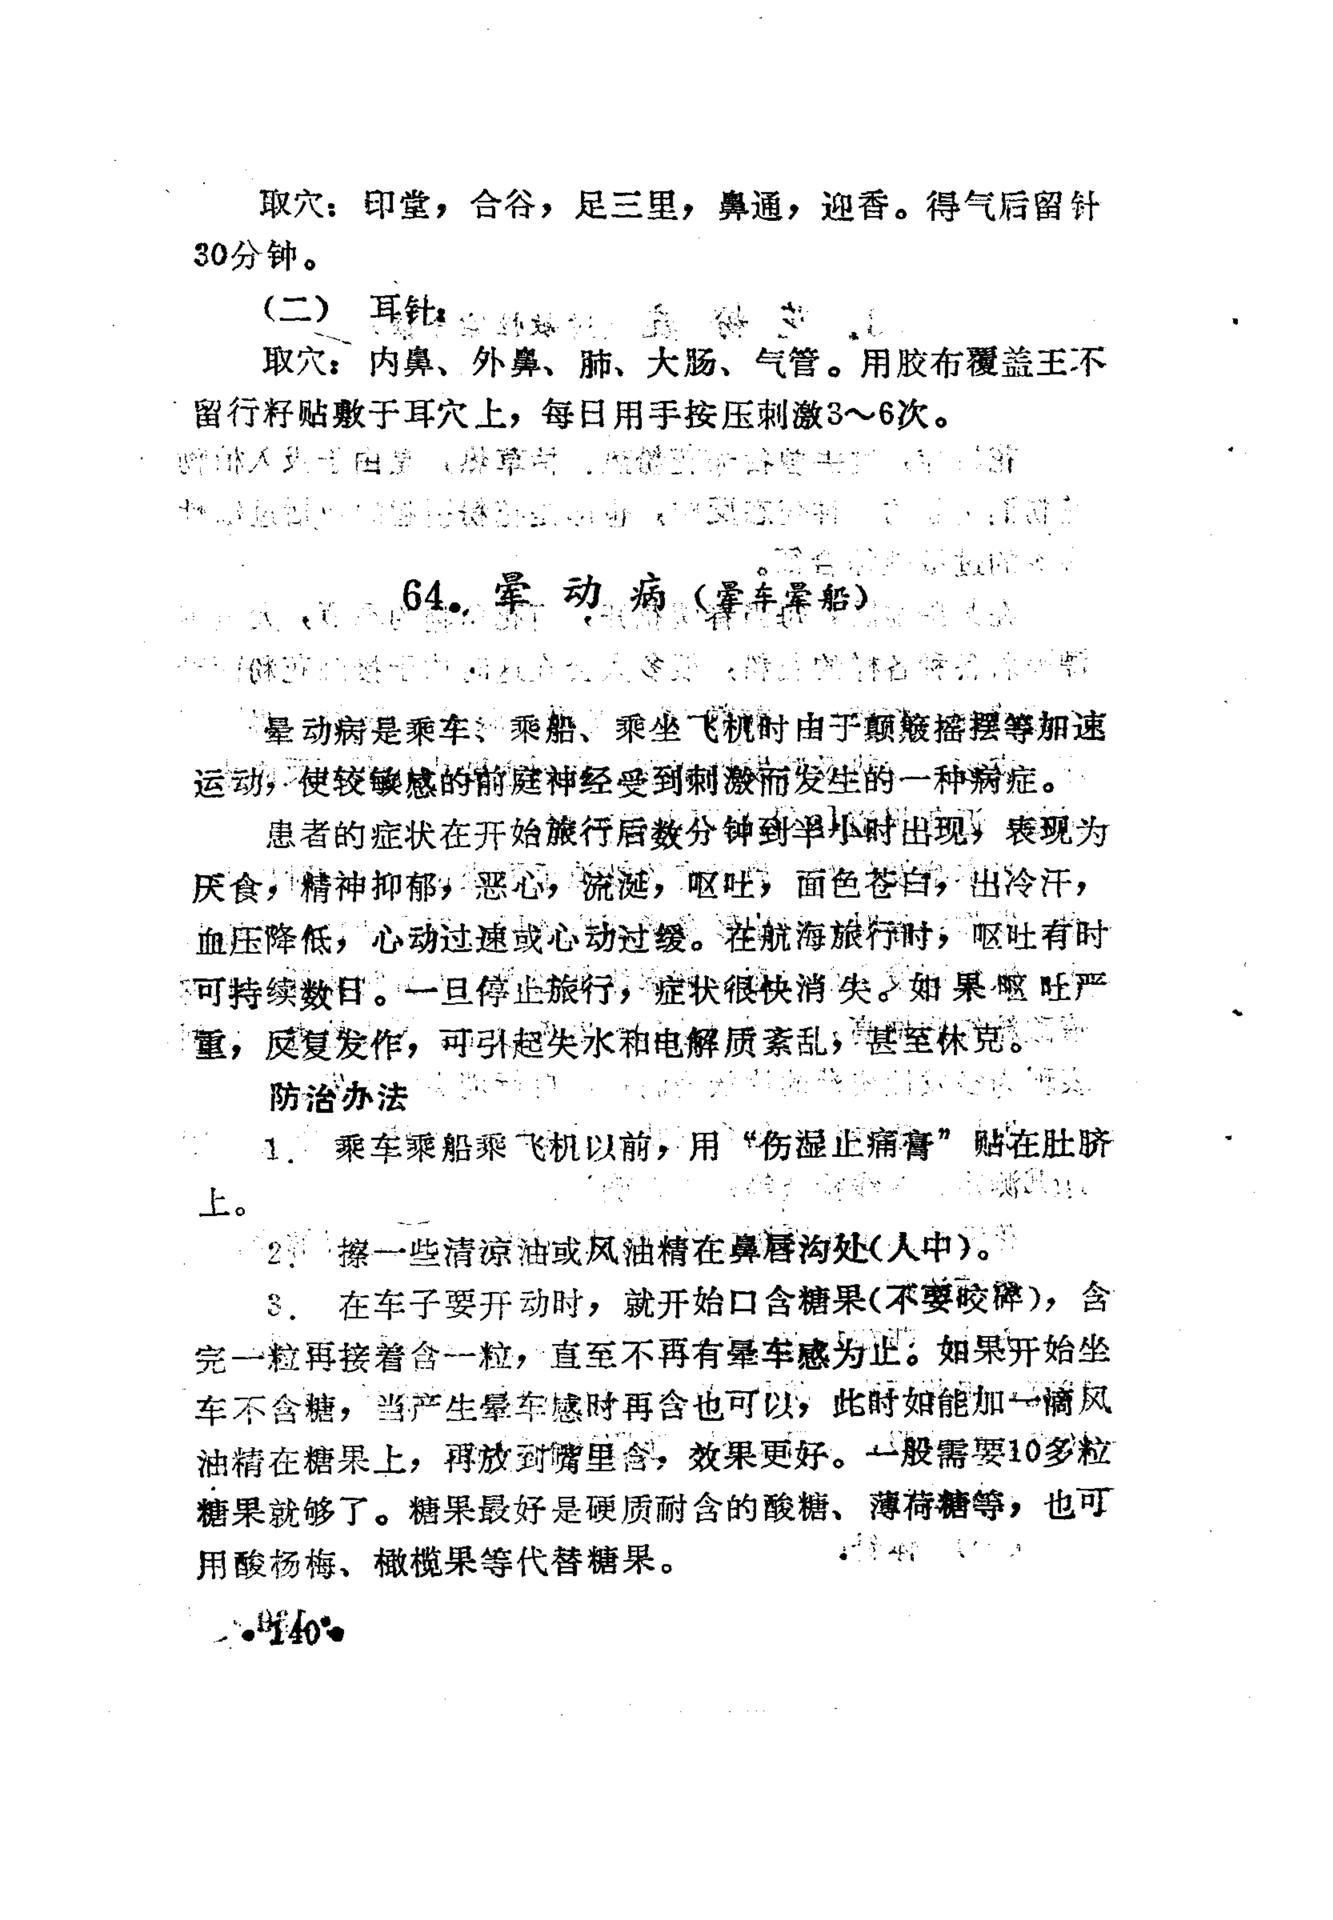 取穴：印堂，合谷，足三里，鼻通，迎香。得气后留针
30分钟。
（二） 耳针：
取穴：内鼻、外鼻、肺、大肠、气管。用胶布覆盖王不
留行籽贴敷于耳穴上，每日用手按压刺激3～6次。
64. 晕动病（晕车晕船）
晕动病是乘车、乘船、乘坐飞机时由于颠簸摇摆等加速
运动，使较敏感的前庭神经受到刺激而发生的一种病症。
患者的症状在开始旅行后数分钟到半小时出现，表现为
厌食，精神抑郁，恶心，流涎，呕吐，面色苍白，出冷汗，
血压降低，心动过速或心动过缓。在航海旅行时，呕吐有时
可持续数日。一旦停止旅行，症状很快消失。如果呕吐严
重，反复发作，可引起失水和电解质紊乱，甚至休克。
防治办法
1. 乘车乘船乘飞机以前，用“伤湿止痛膏”贴在肚脐
上。
2. 擦一些清凉油或风油精在鼻唇沟处（人中）。
3. 在车子要开动时，就开始口含糖果（不要咬碎），含
完一粒再接着含一粒，直至不再有晕车感为止。如果开始坐
车不含糖，当产生晕车感时再含也可以，此时如能加一滴风
油精在糖果上，再放到嘴里含，效果更好。一般需要10多粒
糖果就够了。糖果最好是硬质耐含的酸糖、薄荷糖等，也可
用酸杨梅、橄榄果等代替糖果。
•140•